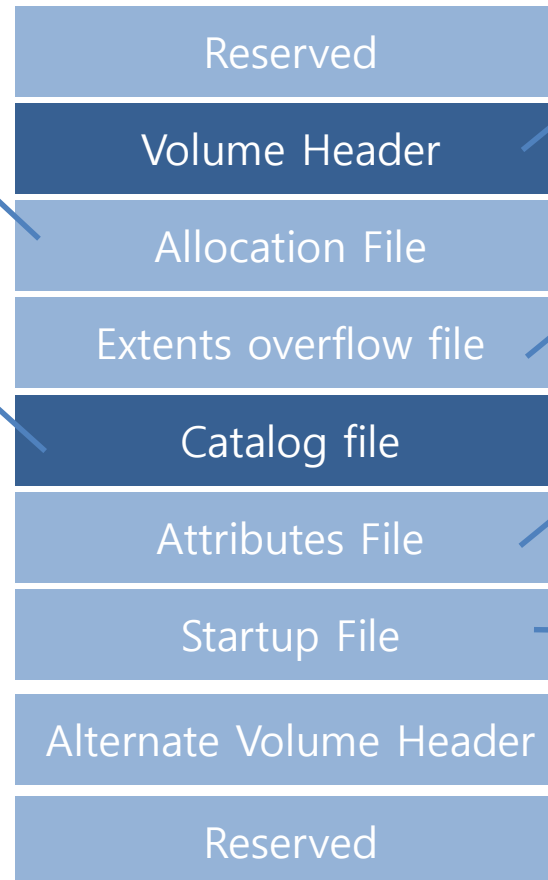 Reserved
Volume Header
Allocation File
Extents overflow file
Catalog file
Attributes File
Startup File
Alternate Volume Header
Reserved